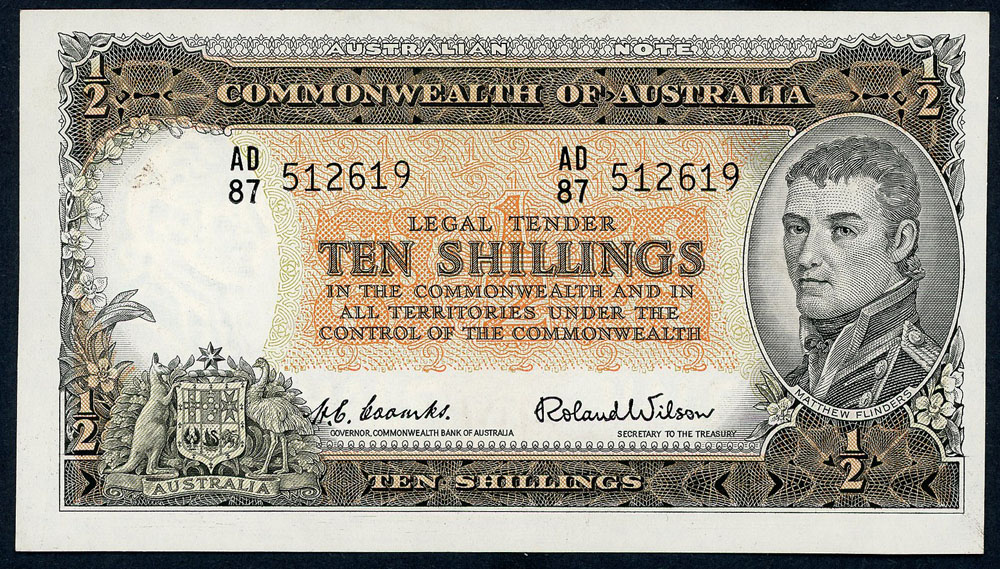 AUSTRALIAN NOTE
1/2
1/2
COMMONWEALTH OF AUSTRALIA
AD 87 512619
AD 87 512619
LEGAL TENDER
TEN SHILLINGS
IN THE COMMONWEALTH AND IN
ALL TERRITORIES UNDER THE
CONTROL OF THE COMMONWEALTH
H.C. Coombs.
Roland Wilson
GOVERNOR, COMMONWEALTH BANK OF AUSTRALIA
SECRETARY TO THE TREASURY
MATTHEW FLINDERS
1/2
1/2
AUSTRALIA
TEN SHILLINGS